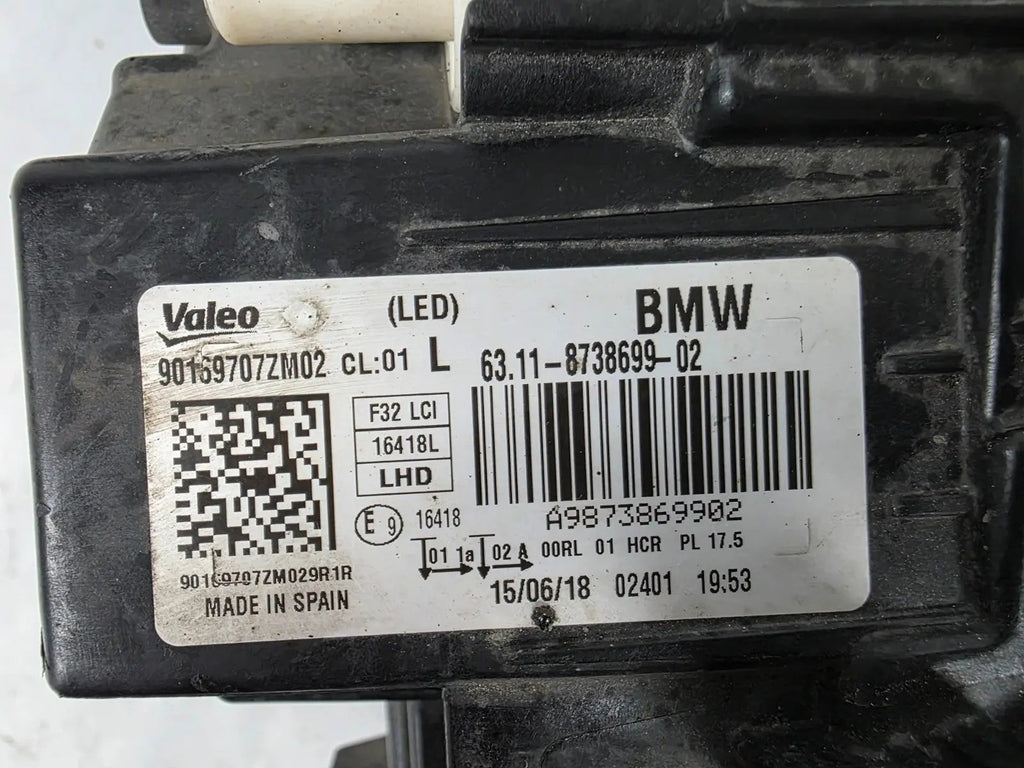 Valeo (LED) BMW
90169707ZM02 CL:01 L 63.11-8738699-02
F32 LCI
16418L
LHD
E 9 16418
A9873869902
01 1a 02 A 00RL 01 HCR PL 17.5
90169707ZM029R1R
MADE IN SPAIN
15/06/18 02401 19:53